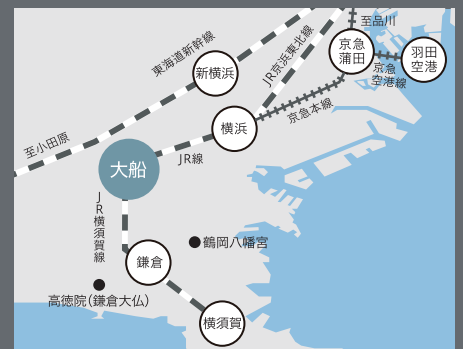 至品川
東海道新幹線
JR京浜東北線
京急
蒲田
羽田
空港
新横浜
京急
空港線
京急本線
至小田原
横浜
JR線
大船
JR横須賀線
鶴岡八幡宮
鎌倉
高徳院(鎌倉大仏)
横須賀